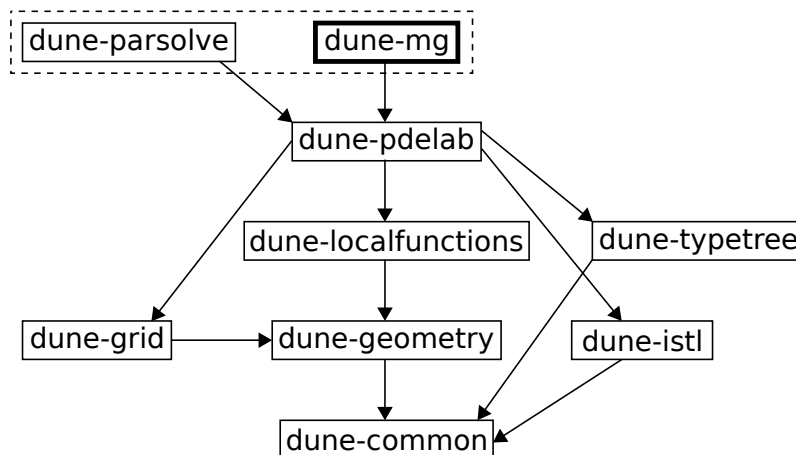 dune-parsolve
dune-mg
dune-pdelab
dune-localfunctions
dune-typetree
dune-grid
dune-geometry
dune-istl
dune-common